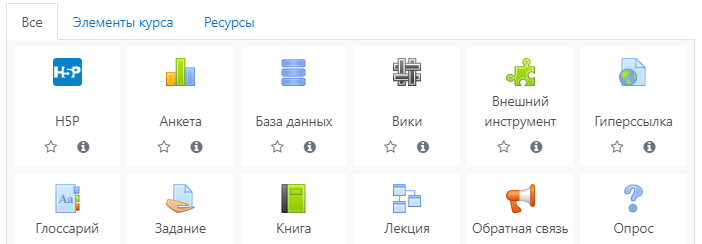 Все Элементы курса Ресурсы
H5P
H5P Анкета База данных Вики Внешний инструмент Гиперссылка
Aa
Глоссарий Задание Книга Лекция Обратная связь Опрос